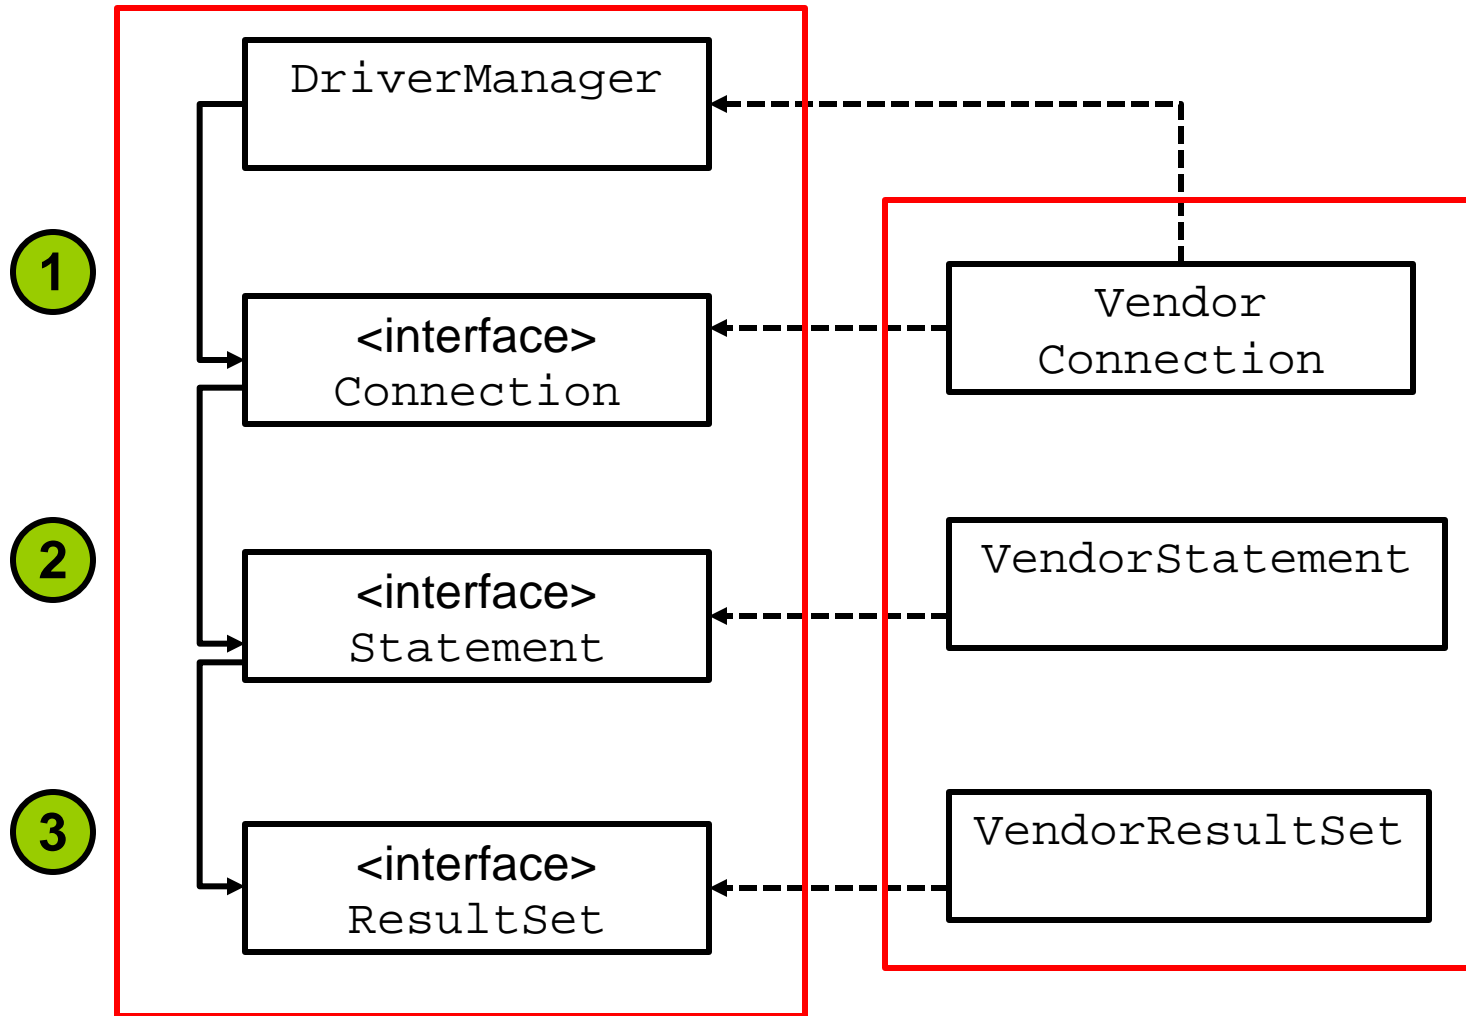 DriverManager
1
<interface>
Connection
Vendor
Connection
2
<interface>
Statement
VendorStatement
3
<interface>
ResultSet
VendorResultSet